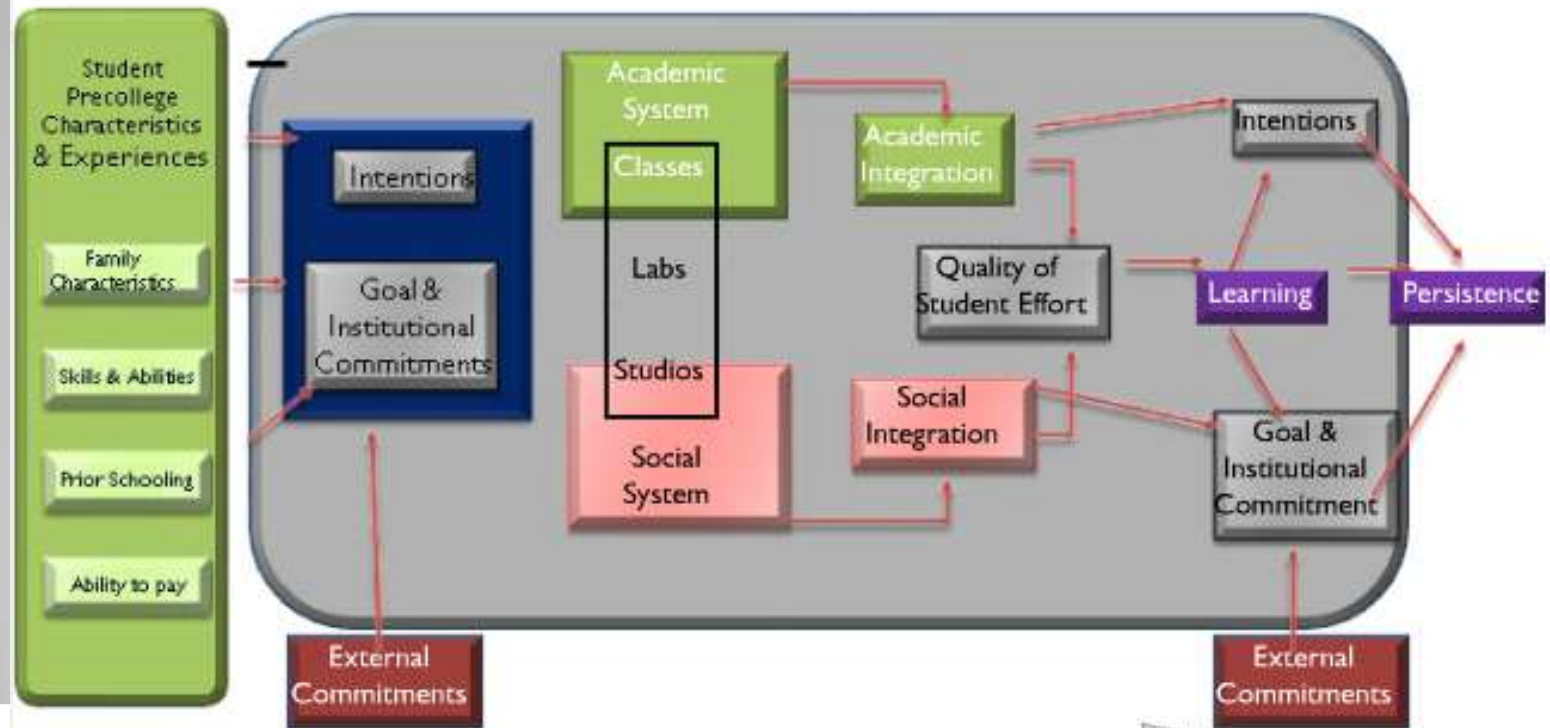 Student
Precollege
Characteristics
& Experiences
Family
Characteristics
Skills & Abilities
Prior Schooling
Ability to pay
Intentions
Goal &
Institutional
Commitments
External
Commitments
Academic
System
Classes
Labs
Studios
Social
System
Academic
Integration
Quality of
Student Effort
Social
Integration
Intentions
Learning
Goal &
Institutional
Commitment
External
Commitments
Persistence